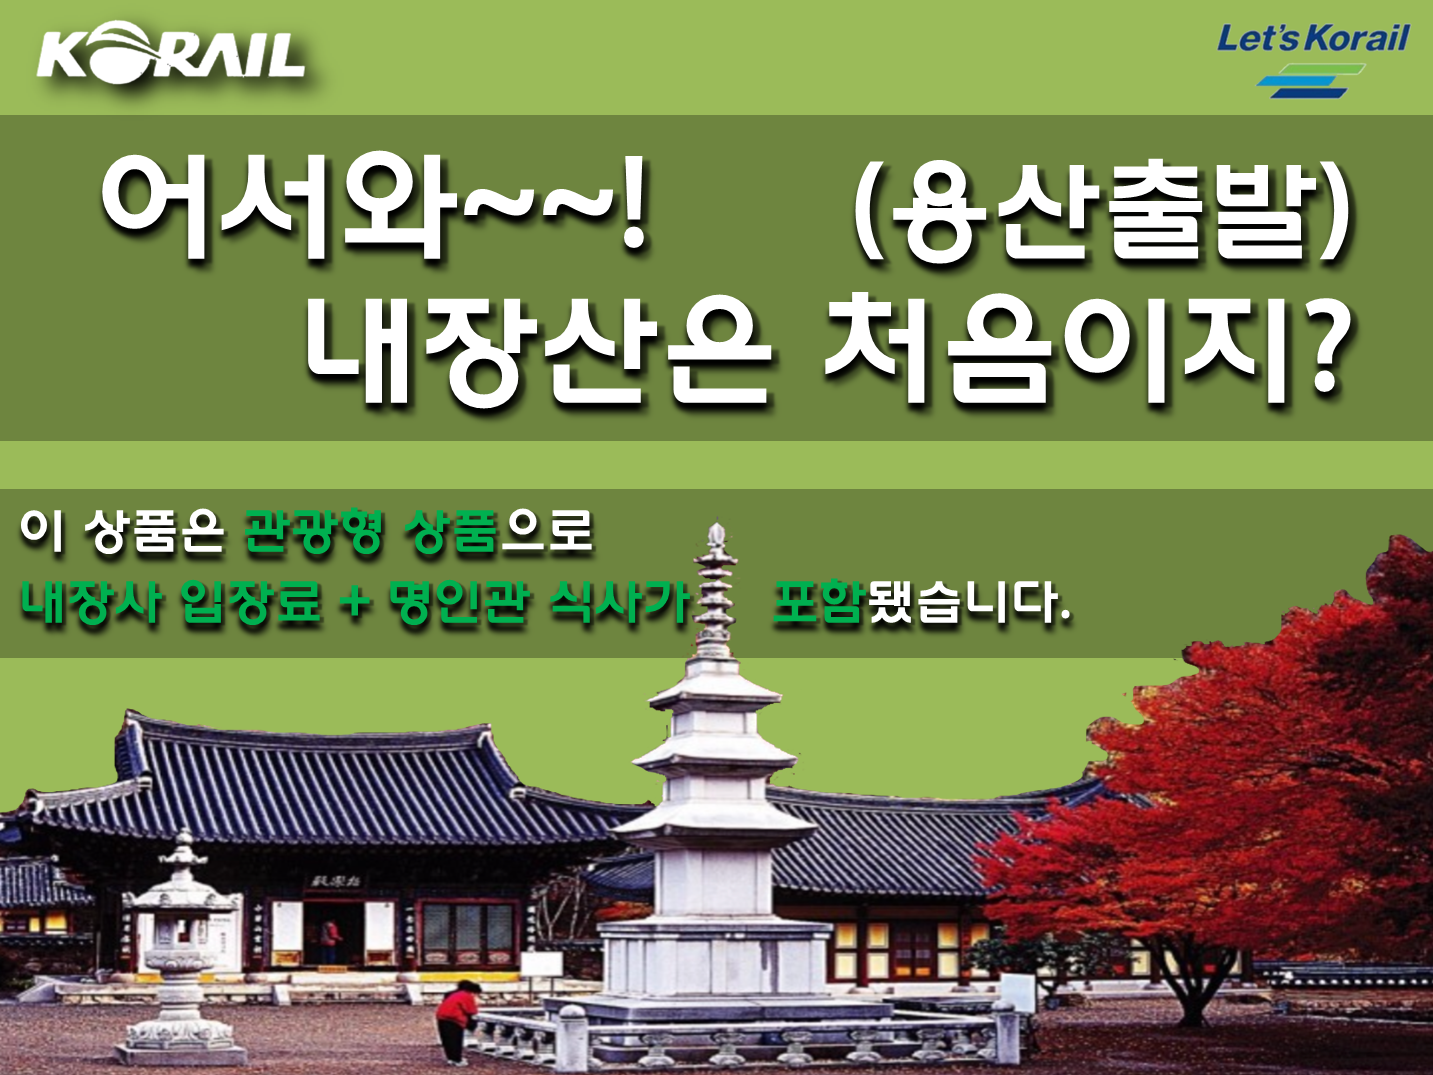 KORAIL
Let's Korail
어서와~~! (용산출발)
내장산은 처음이지?
이 상품은 관광형 상품으로
내장사 입장료 + 명인관 식사가 포함됐습니다.